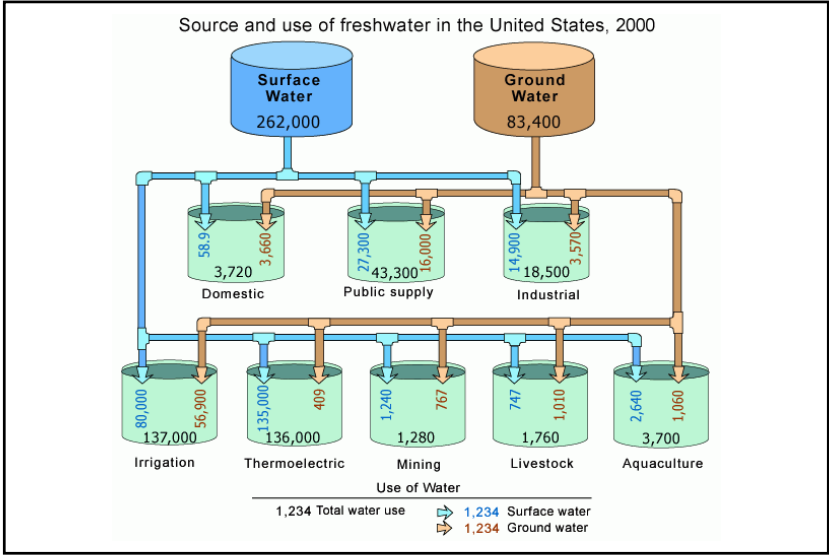 Source and use of freshwater in the United States, 2000
Surface
Water
262,000
Ground
Water
83,400
58.9
3,660
3,720
Domestic
27,300
16,000
43,300
Public supply
14,900
3,570
18,500
Industrial
80,000
56,900
137,000
Irrigation
135,000
409
136,000
Thermoelectric
1,240
767
1,280
Mining
747
1,010
1,760
Livestock
2,640
1,060
3,700
Aquaculture
Use of Water
1,234 Total water use
1,234 Surface water
1,234 Ground water